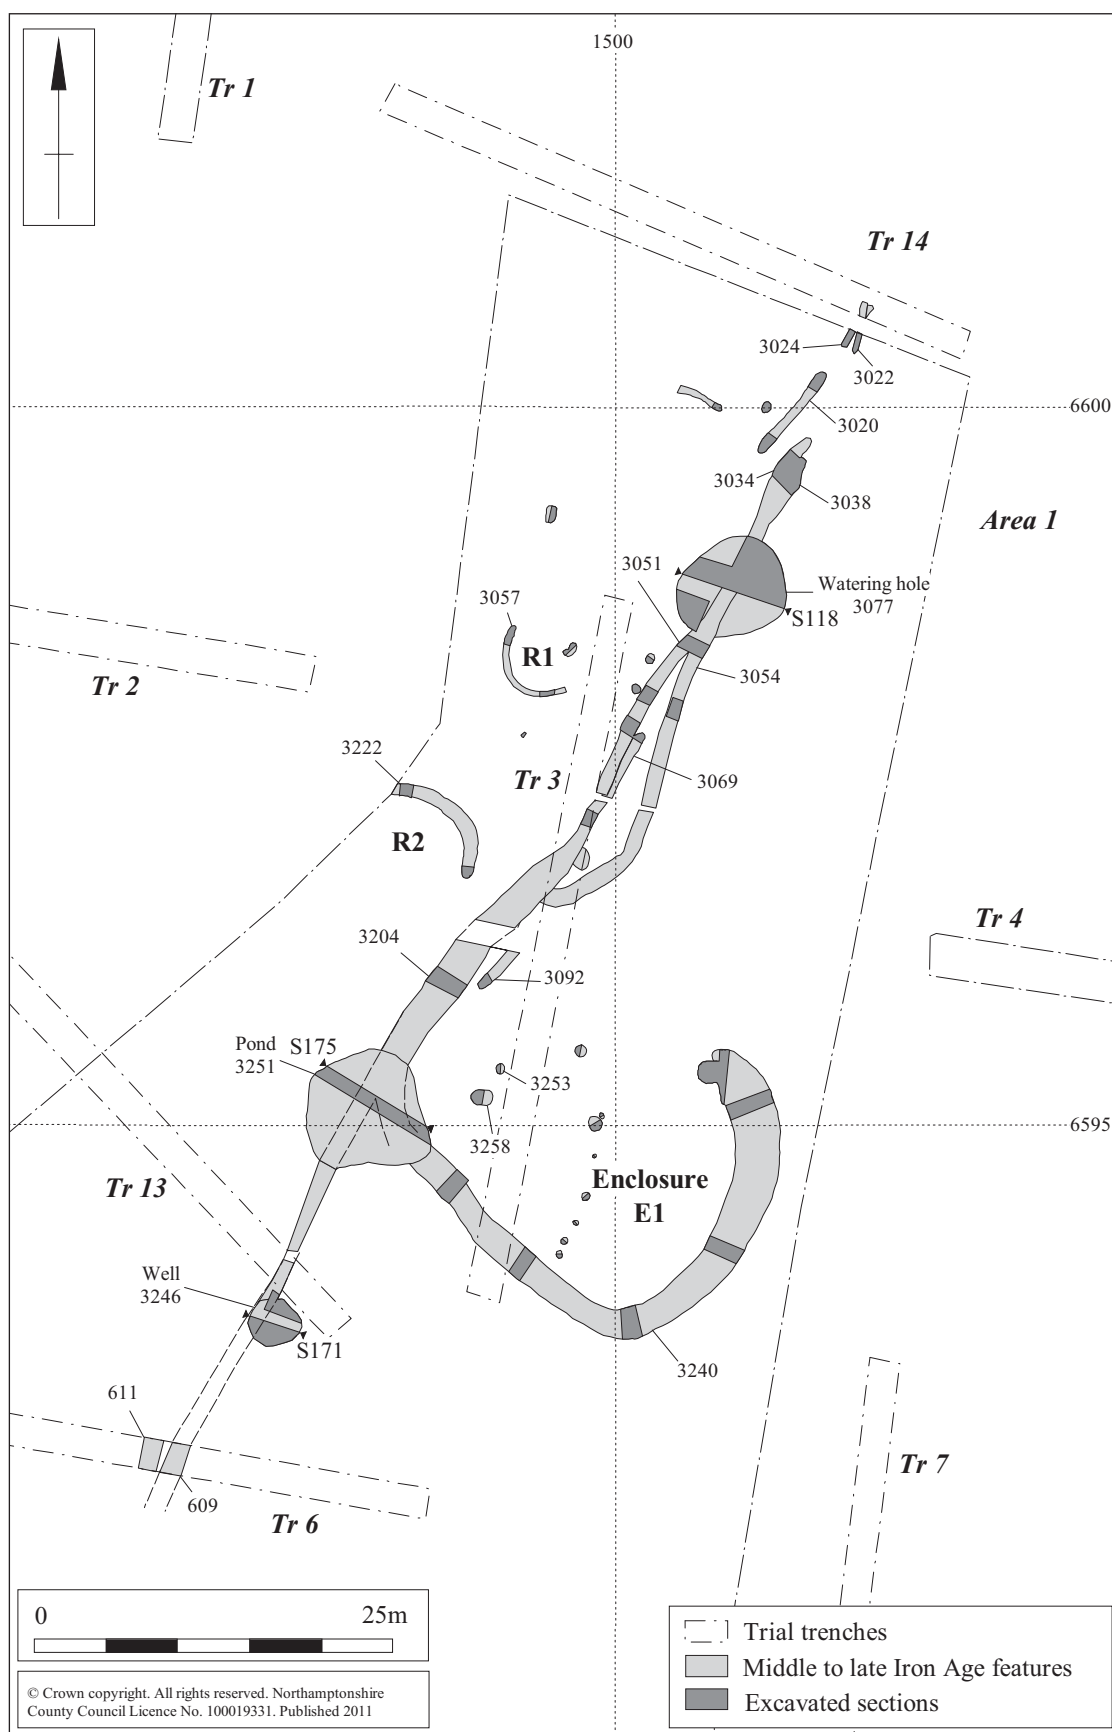 1500
Tr 1
Tr 14
3024
3022
6600
3020
3034
3038
Area 1
3051
Watering hole
3077
S118
3057
R1
3054
Tr 2
3222
Tr 3
3069
R2
Tr 4
3204
3092
Pond
3251
S175
3253
3258
6595
Enclosure
E1
Tr 13
Well
3246
S171
3240
611
609
Tr 7
Tr 6
0
25m
© Crown copyright. All rights reserved. Northamptonshire
County Council Licence No. 100019331. Published 2011
Trial trenches
Middle to late Iron Age features
Excavated sections